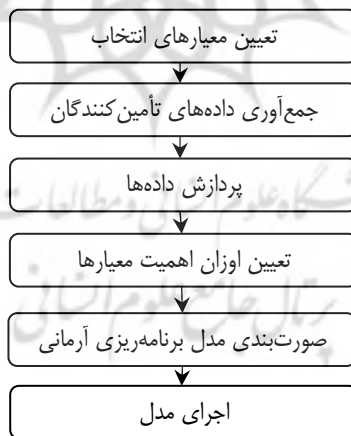 تعیین معیارهای انتخاب
جمع‌آوری داده‌های تأمین‌کنندگان
پردازش داده‌ها
تعیین اوزان اهمیت معیارها
صورت‌بندی مدل برنامه‌ریزی آرمانی
اجرای مدل